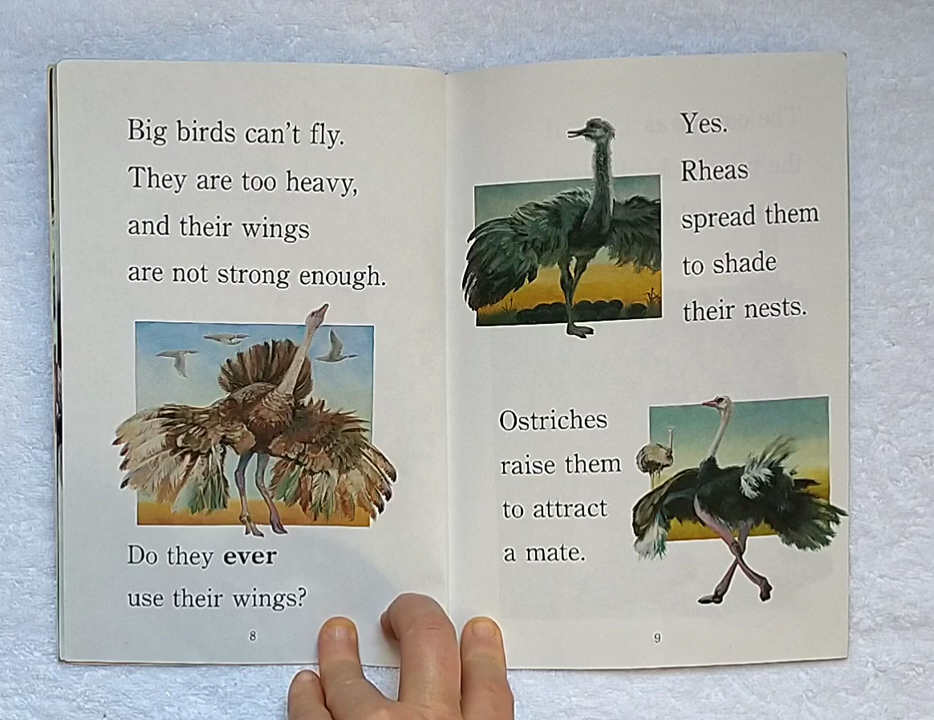 Big birds can't fly.
They are too heavy,
and their wings
are not strong enough.
Do they ever
use their wings?
8
Yes.
Rheas
spread them
to shade
their nests.
Ostriches
raise them
to attract
a mate.
9